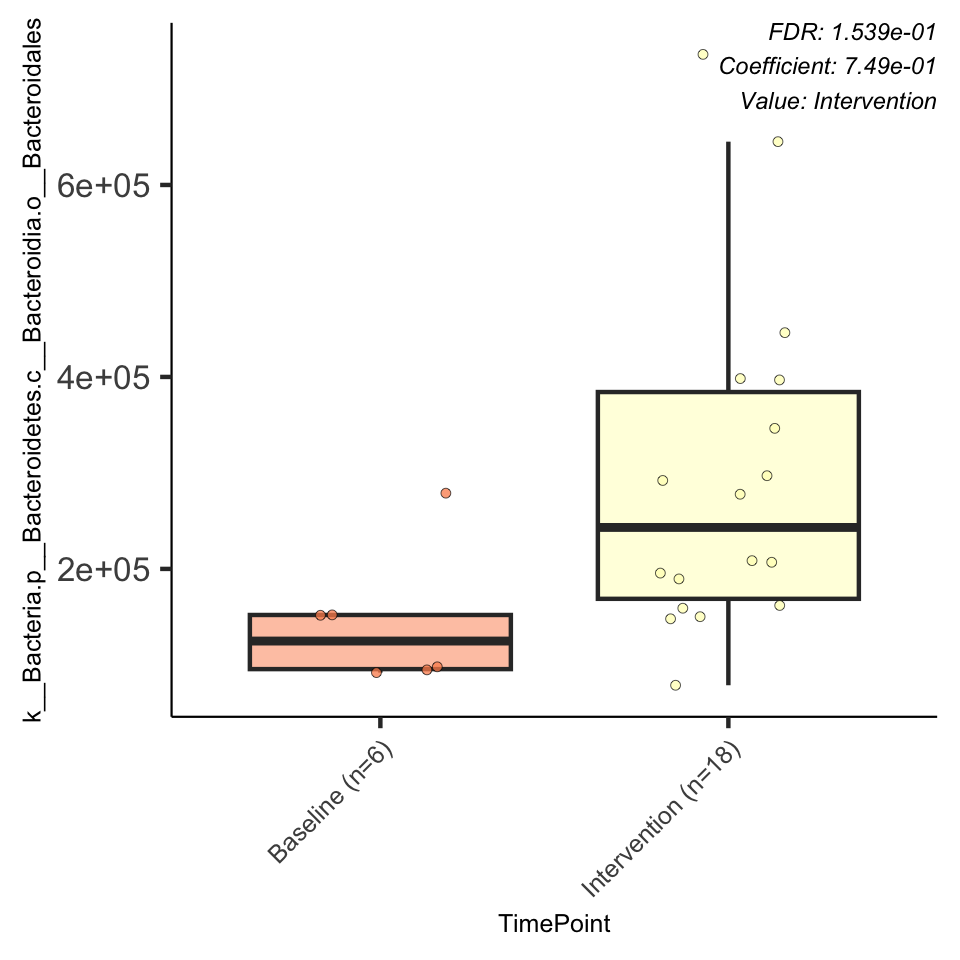 FDR: 1.539e-01
Coefficient: 7.49e-01
Value: Intervention
k__Bacteria.p__Bacteroidetes.c__Bacteroidia.o__Bacteroidales
6e+05
4e+05
2e+05
Baseline (n=6)
Intervention (n=18)
TimePoint